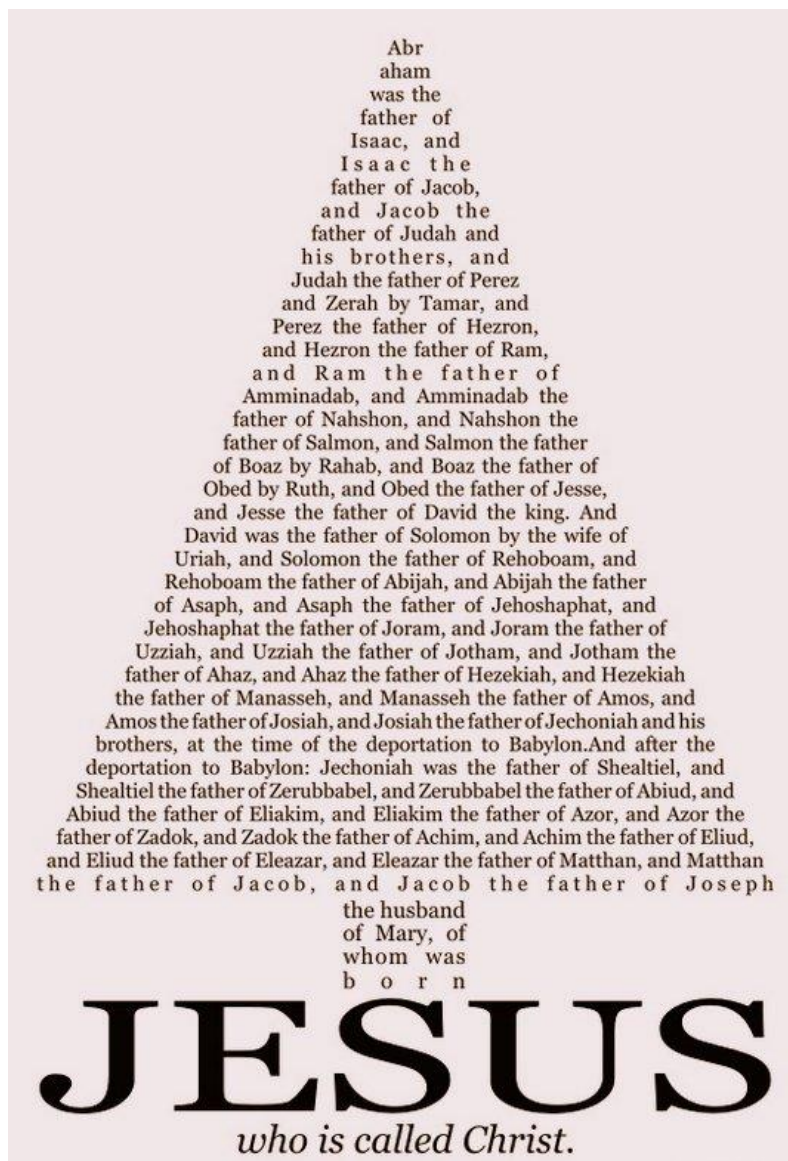 Abr
aham
was the
father of
Isaac, and
Isaac the
father of Jacob,
and Jacob the
father of Judah and
his brothers, and
Judah the father of Perez
and Zerah by Tamar, and
Perez the father of Hezron,
and Hezron the father of Ram,
and Ram the father of
Amminadab, and Amminadab the
father of Nahshon, and Nahshon the
father of Salmon, and Salmon the father
of Boaz by Rahab, and Boaz the father of
Obed by Ruth, and Obed the father of Jesse,
and Jesse the father of David the king. And
David was the father of Solomon by the wife of
Uriah, and Solomon the father of Rehoboam, and
Rehoboam the father of Abijah, and Abijah the father
of Asaph, and Asaph the father of Jehoshaphat, and
Jehoshaphat the father of Joram, and Joram the father of
Uzziah, and Uzziah the father of Jotham, and Jotham the
father of Ahaz, and Ahaz the father of Hezekiah, and Hezekiah
the father of Manasseh, and Manasseh the father of Amos, and
Amos the father of Josiah, and Josiah the father of Jechoniah and his
brothers, at the time of the deportation to Babylon.And after the
deportation to Babylon: Jechoniah was the father of Shealtiel, and
Shealtiel the father of Zerubbabel, and Zerubbabel the father of Abiud, and
Abiud the father of Eliakim, and Eliakim the father of Azor, and Azor the
father of Zadok, and Zadok the father of Achim, and Achim the father of Eliud,
and Eliud the father of Eleazar, and Eleazar the father of Matthan, and Matthan
the father of Jacob, and Jacob the father of Joseph
the husband
of Mary, of
whom was
born
JESUS
who is called Christ.